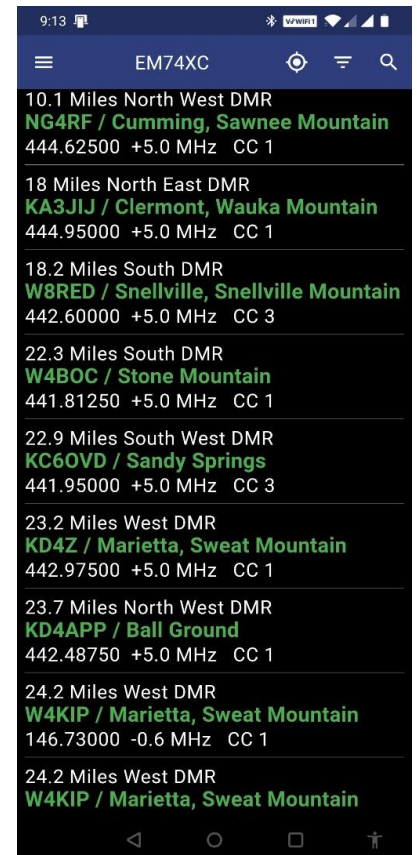 9:13
VZWWIFI 1
EM74XC
10.1 Miles North West DMR
NG4RF / Cumming, Sawnee Mountain
444.62500 +5.0 MHz CC 1
18 Miles North East DMR
KA3JIJ / Clermont, Wauka Mountain
444.95000 +5.0 MHz CC 1
18.2 Miles South DMR
W8RED / Snellville, Snellville Mountain
442.60000 +5.0 MHz CC 3
22.3 Miles South DMR
W4BOC / Stone Mountain
441.81250 +5.0 MHz CC 1
22.9 Miles South West DMR
KC6OVD / Sandy Springs
441.95000 +5.0 MHz CC 3
23.2 Miles West DMR
KD4Z / Marietta, Sweat Mountain
442.97500 +5.0 MHz CC 1
23.7 Miles North West DMR
KD4APP / Ball Ground
442.48750 +5.0 MHz CC 1
24.2 Miles West DMR
W4KIP / Marietta, Sweat Mountain
146.73000 -0.6 MHz CC 1
24.2 Miles West DMR
W4KIP / Marietta, Sweat Mountain